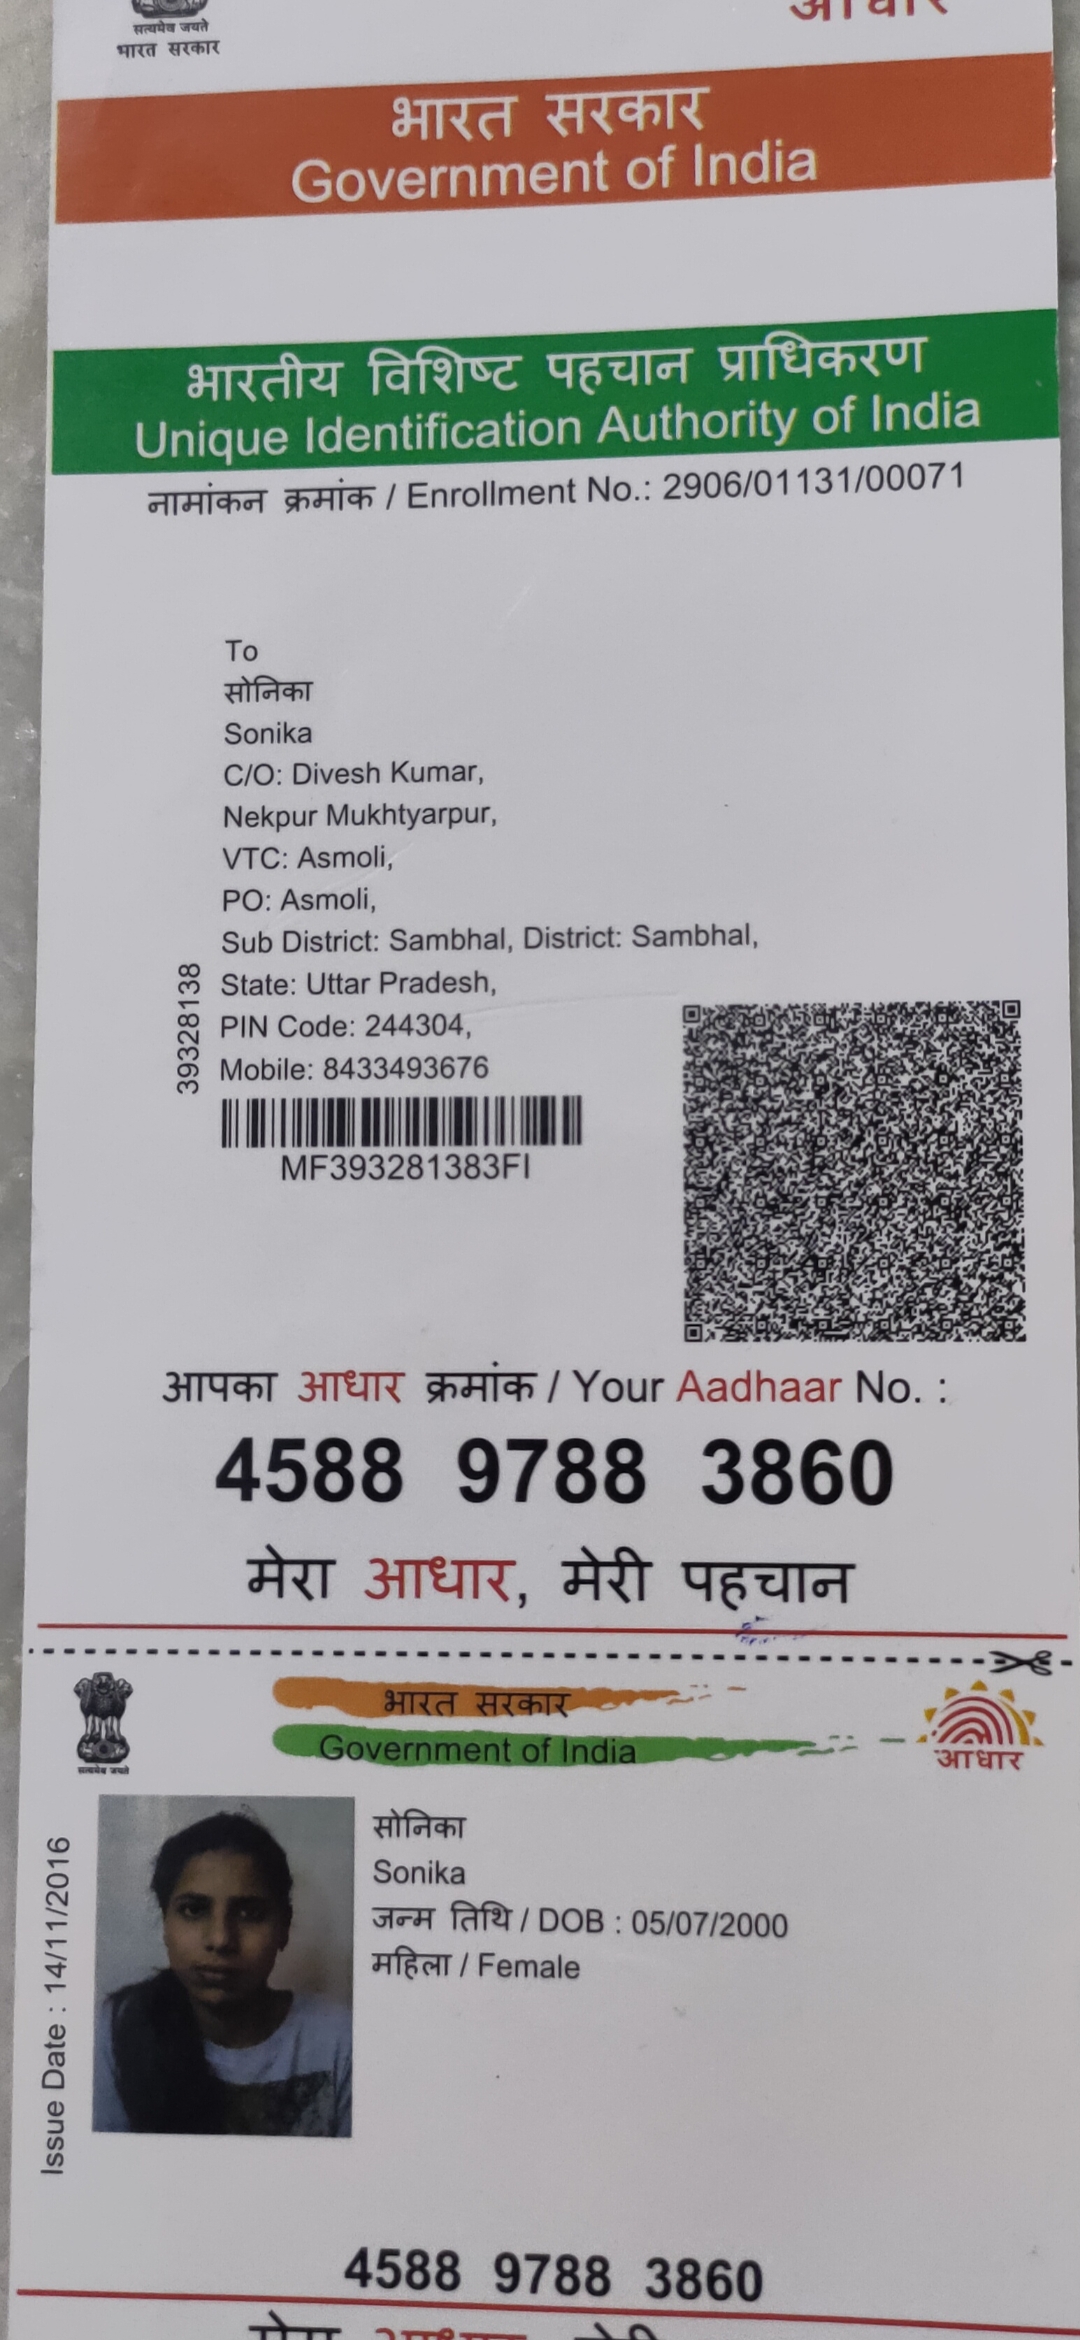 सत्यमेव जयते
भारत सरकार
आधार
भारत सरकार
Government of India
भारतीय विशिष्ट पहचान प्राधिकरण
Unique Identification Authority of India
नामांकन क्रमांक / Enrollment No.: 2906/01131/00071
To
सोनिका
Sonika
C/O: Divesh Kumar,
Nekpur Mukhtyarpur,
VTC: Asmoli,
PO: Asmoli,
Sub District: Sambhal, District: Sambhal,
State: Uttar Pradesh,
PIN Code: 244304,
Mobile: 8433493676
39328138
MF393281383FI
आपका आधार क्रमांक / Your Aadhaar No. :
4588 9788 3860
मेरा आधार, मेरी पहचान
सत्यमेव जयते
भारत सरकार
Government of India
आधार
Issue Date : 14/11/2016
सोनिका
Sonika
जन्म तिथि / DOB : 05/07/2000
महिला / Female
4588 9788 3860